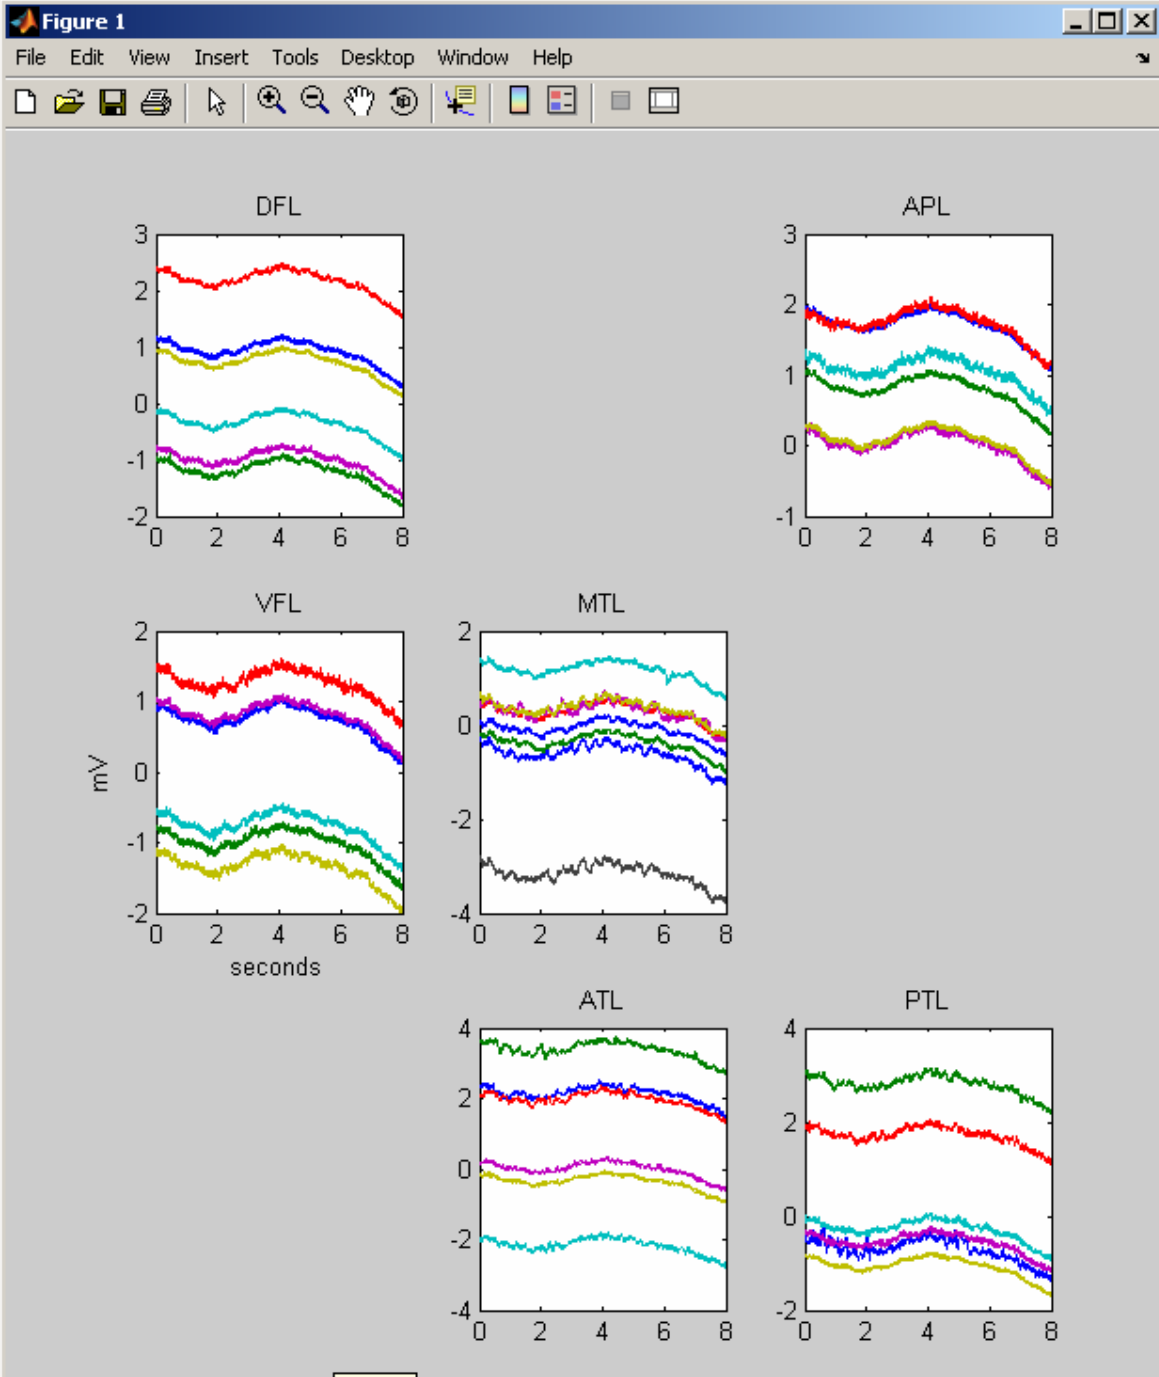 Figure 1
File Edit View Insert Tools Desktop Window Help
DFL
3
2
1
0
-1
-2
0 2 4 6 8
APL
3
2
1
0
-1
0 2 4 6 8
VFL
2
1
0
-1
-2
mV
0 2 4 6 8
seconds
MTL
2
0
-2
-4
0 2 4 6 8
ATL
4
2
0
-2
-4
0 2 4 6 8
PTL
4
2
0
-2
0 2 4 6 8